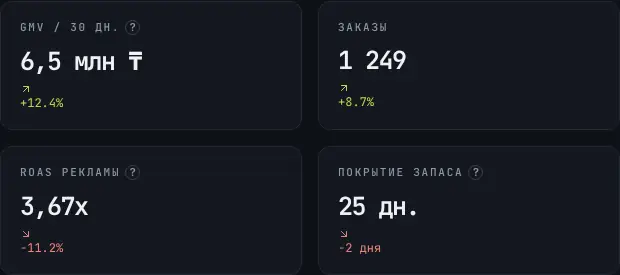 GMV / 30 ДН. ?
6,5 млн ₸
↗
+12.4%
ЗАКАЗЫ
1 249
↗
+8.7%
ROAS РЕКЛАМЫ ?
3,67x
↘
-11.2%
ПОКРЫТИЕ ЗАПАСА ?
25 дн.
↘
-2 дня